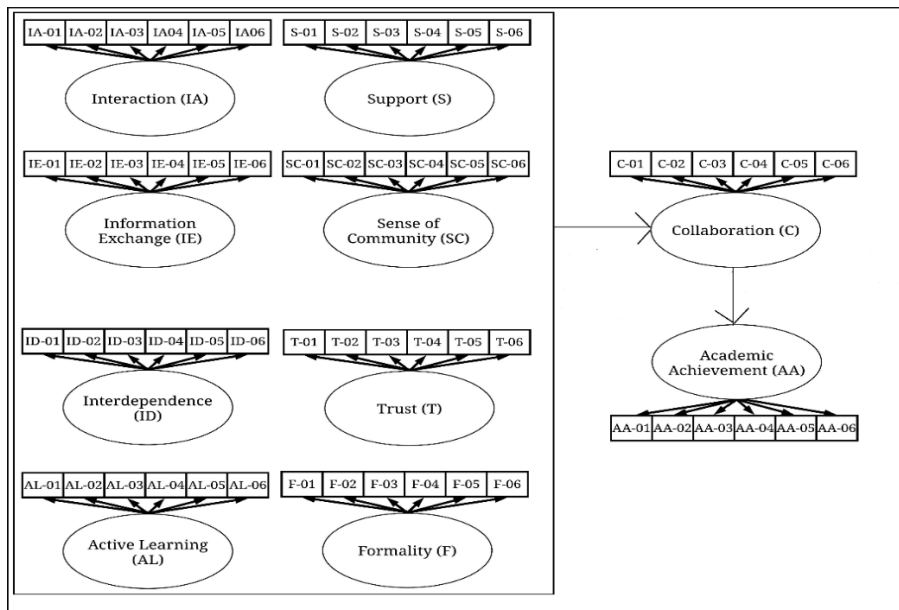 IA-01 IA-02 IA-03 IA04 IA-05 IA06
Interaction (IA)
S-01 S-02 S-03 S-04 S-05 S-06
Support (S)
IE-01 IE-02 IE-03 IE-04 IE-05 IE-06
Information
Exchange (IE)
SC-01 SC-02 SC-03 SC-04 SC-05 SC-06
Sense of
Community (SC)
C-01 C-02 C-03 C-04 C-05 C-06
Collaboration (C)
ID-01 ID-02 ID-03 ID-04 ID-05 ID-06
Interdependence
(ID)
T-01 T-02 T-03 T-04 T-05 T-06
Trust (T)
Academic
Achievement (AA)
AA-01 AA-02 AA-03 AA-04 AA-05 AA-06
AL-01 AL-02 AL-03 AL-04 AL-05 AL-06
Active Learning
(AL)
F-01 F-02 F-03 F-04 F-05 F-06
Formality (F)